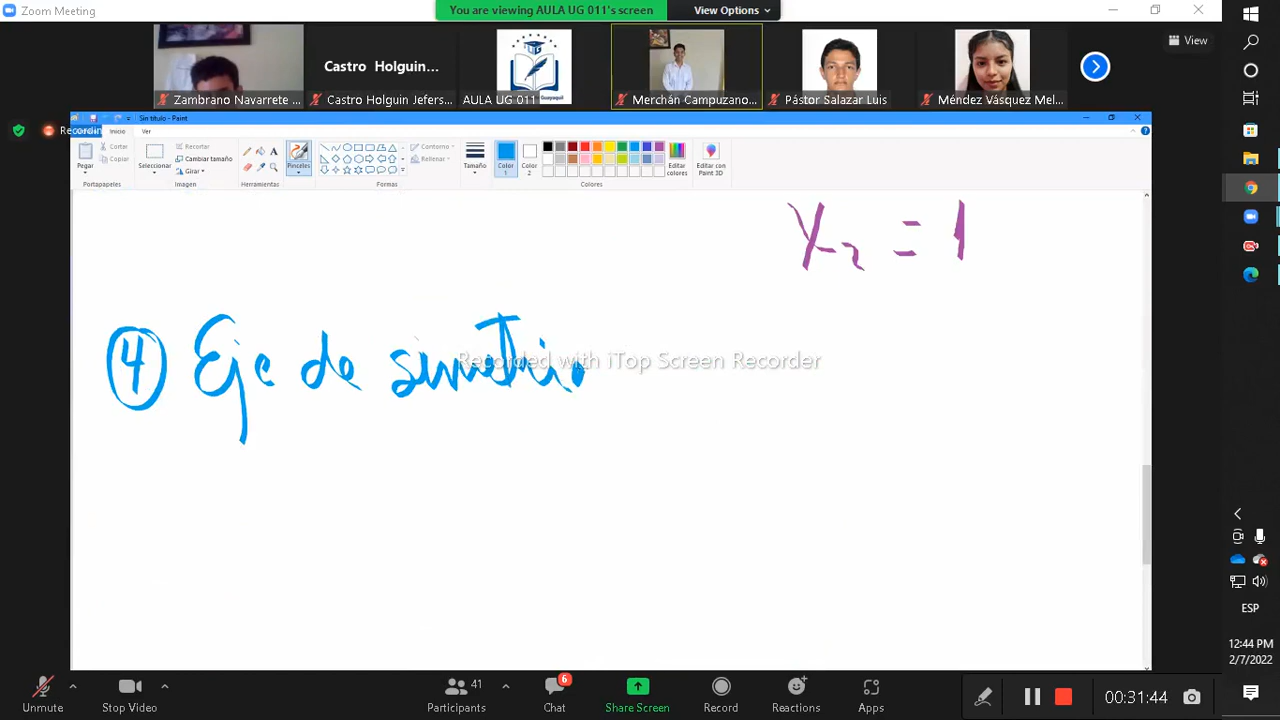 Zoom Meeting
You are viewing AULA UG 011's screen
View Options
View
Zambrano Navarrete ...
Castro Holguin...
Castro Holguin Jefers...
AULA UG 011
Merchán Campuzano...
Pástor Salazar Luis
Méndez Vásquez Mel...
Recording
Sin título - Paint
Inicio
Ver
Pegar
Cortar
Copiar
Portapapeles
Seleccionar
Recortar
Cambiar tamaño
Girar
Imagen
Herramientas
Pinceles
Contorno
Rellenar
Formas
Tamaño
Color 1
Color 2
Editar colores
Editar con Paint 3D
Colores
X2 = 1
4 Eje de simetria
Recorded with iTop Screen Recorder
ESP
12:44 PM
2/7/2022
Unmute
Stop Video
41
Participants
6
Chat
Share Screen
Record
Reactions
Apps
00:31:44